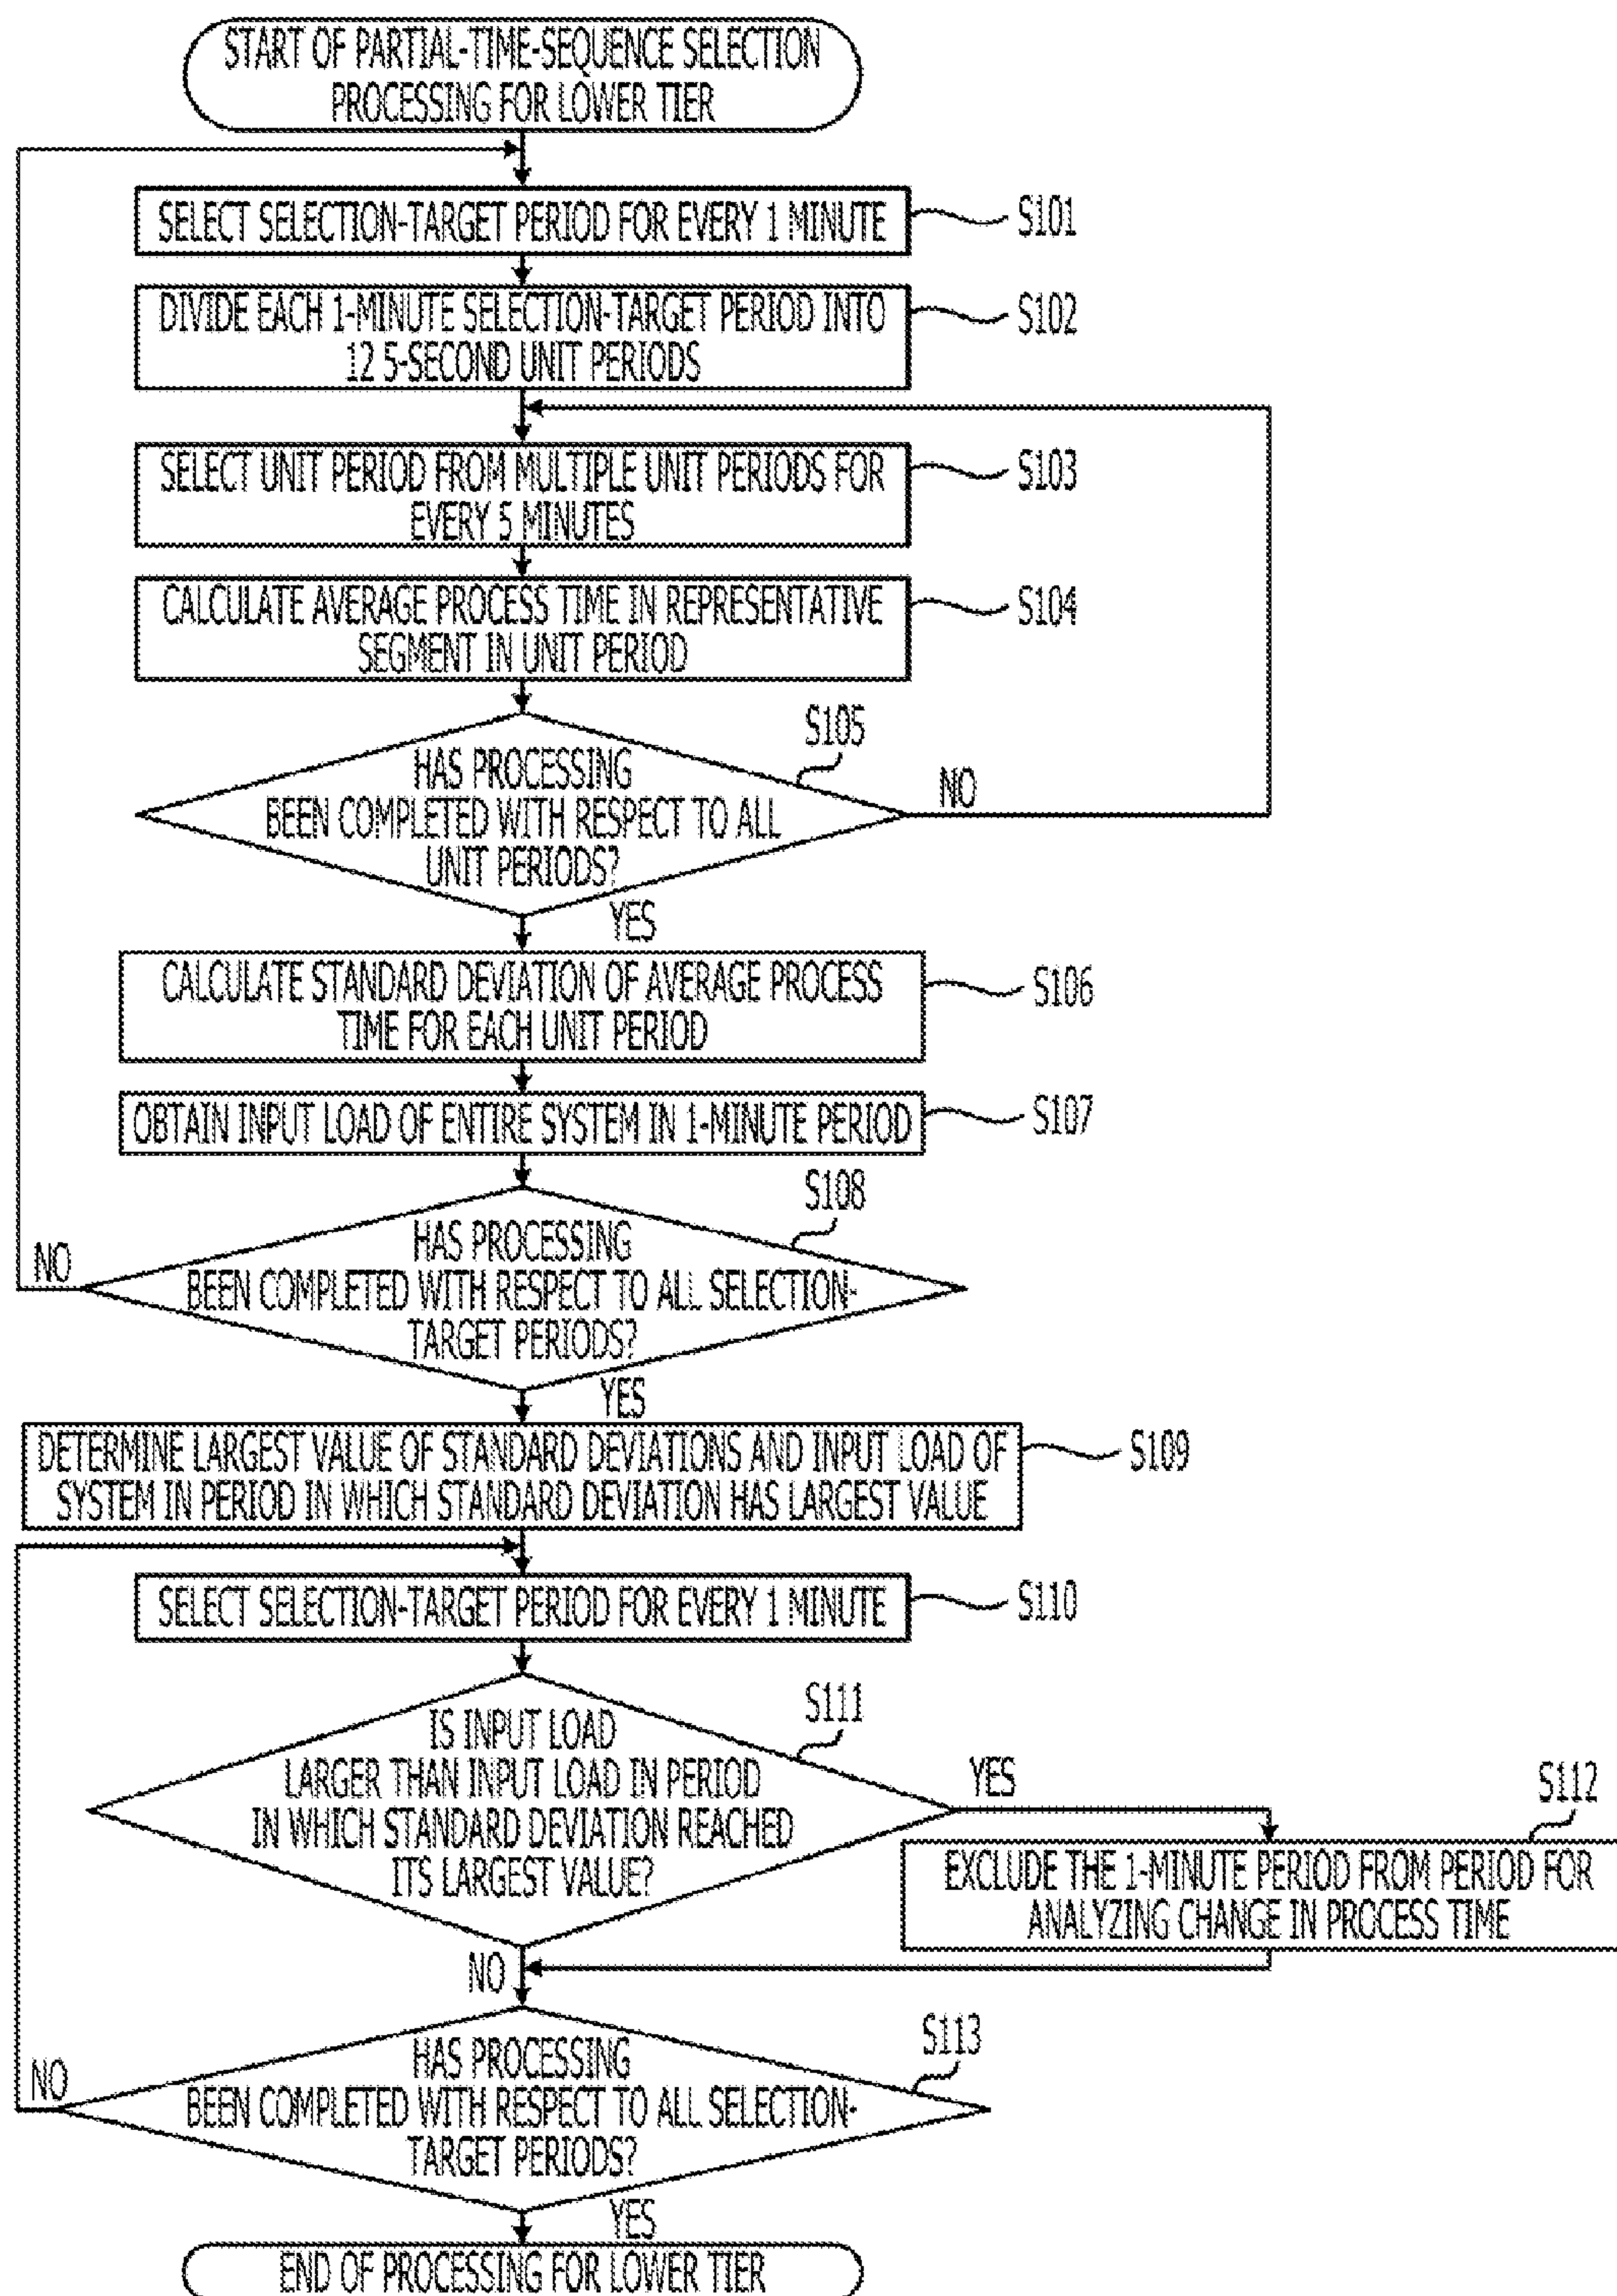 START OF PARTIAL-TIME-SEQUENCE SELECTION
PROCESSING FOR LOWER TIER
SELECT SELECTION-TARGET PERIOD FOR EVERY 1 MINUTE
S101
DIVIDE EACH 1-MINUTE SELECTION-TARGET PERIOD INTO
12 5-SECOND UNIT PERIODS
S102
SELECT UNIT PERIOD FROM MULTIPLE UNIT PERIODS FOR
EVERY 5 MINUTES
S103
CALCULATE AVERAGE PROCESS TIME IN REPRESENTATIVE
SEGMENT IN UNIT PERIOD
S104
S105
HAS PROCESSING
BEEN COMPLETED WITH RESPECT TO ALL
UNIT PERIODS?
NO
YES
CALCULATE STANDARD DEVIATION OF AVERAGE PROCESS
TIME FOR EACH UNIT PERIOD
S106
OBTAIN INPUT LOAD OF ENTIRE SYSTEM IN 1-MINUTE PERIOD
S107
S108
HAS PROCESSING
BEEN COMPLETED WITH RESPECT TO ALL SELECTION-
TARGET PERIODS?
NO
YES
DETERMINE LARGEST VALUE OF STANDARD DEVIATIONS AND INPUT LOAD OF
SYSTEM IN PERIOD IN WHICH STANDARD DEVIATION HAS LARGEST VALUE
S109
SELECT SELECTION-TARGET PERIOD FOR EVERY 1 MINUTE
S110
S111
IS INPUT LOAD
LARGER THAN INPUT LOAD IN PERIOD
IN WHICH STANDARD DEVIATION REACHED
ITS LARGEST VALUE?
YES
S112
EXCLUDE THE 1-MINUTE PERIOD FROM PERIOD FOR
ANALYZING CHANGE IN PROCESS TIME
NO
S113
HAS PROCESSING
BEEN COMPLETED WITH RESPECT TO ALL SELECTION-
TARGET PERIODS?
NO
YES
END OF PROCESSING FOR LOWER TIER